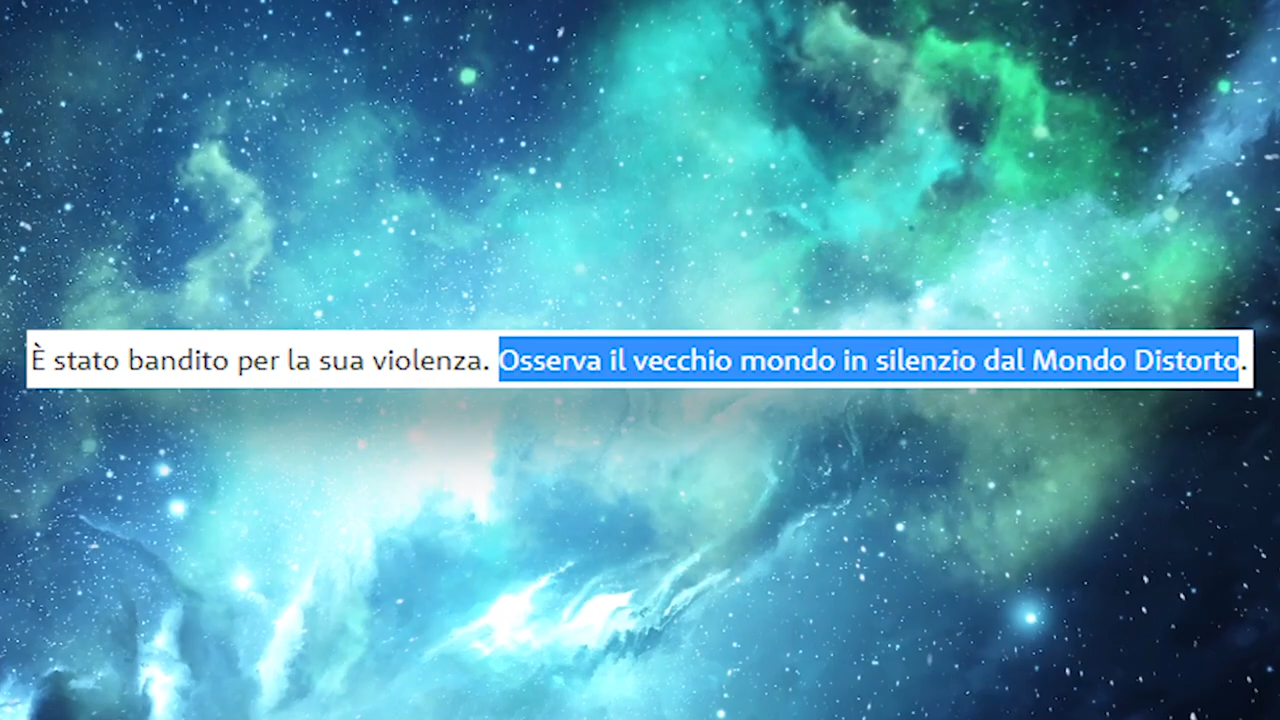 È stato bandito per la sua violenza. Osserva il vecchio mondo in silenzio dal Mondo Distorto.